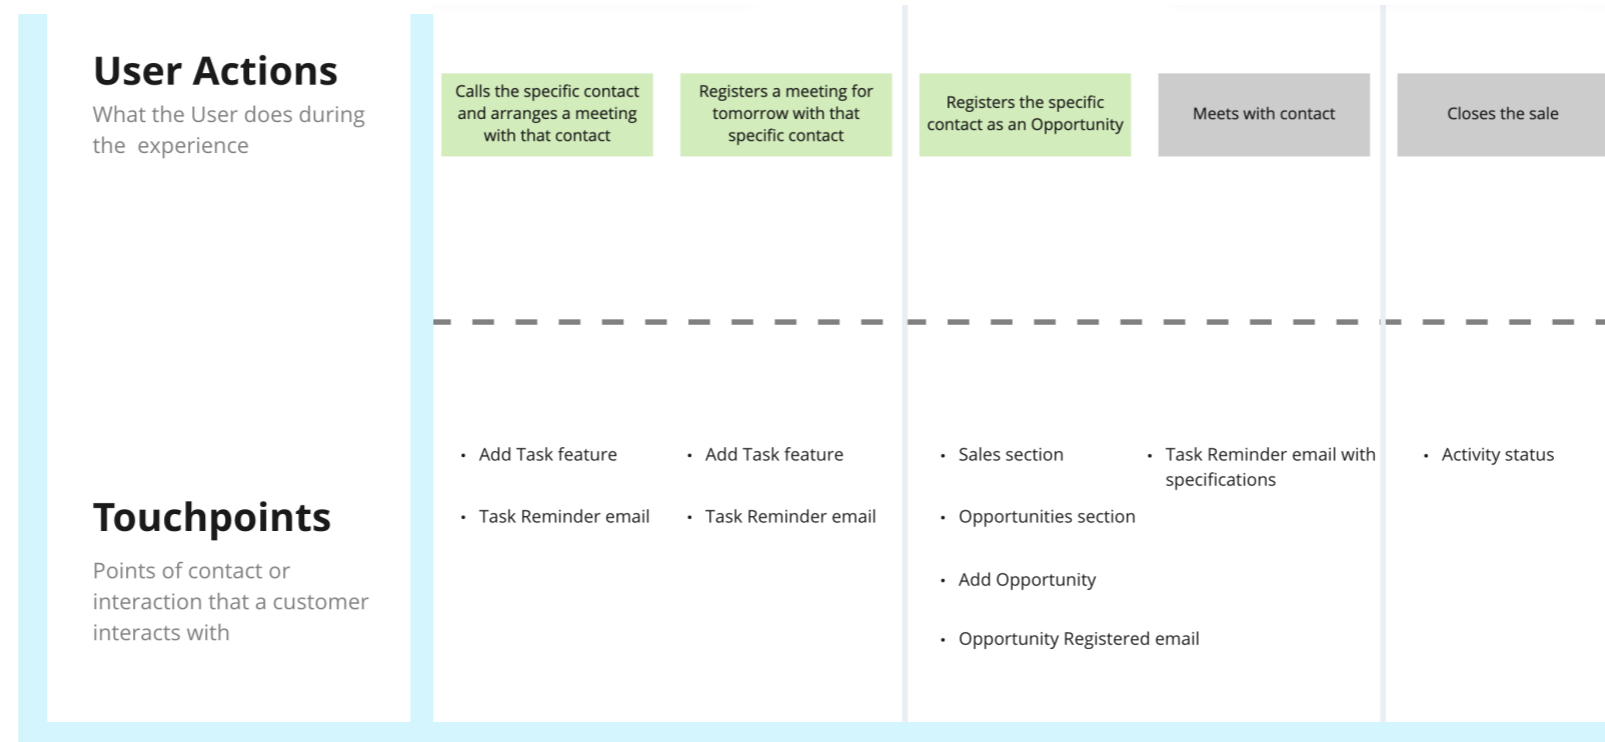 User Actions
What the User does during
the  experience
Calls the specific contact
and arranges a meeting
with that contact
Registers a meeting for
tomorrow with that
specific contact
Registers the specific
contact as an Opportunity
Meets with contact
Closes the sale
Touchpoints
Points of contact or
interaction that a customer
interacts with
• Add Task feature
• Task Reminder email
• Add Task feature
• Task Reminder email
• Sales section
• Opportunities section
• Add Opportunity
• Opportunity Registered email
• Task Reminder email with
specifications
• Activity status